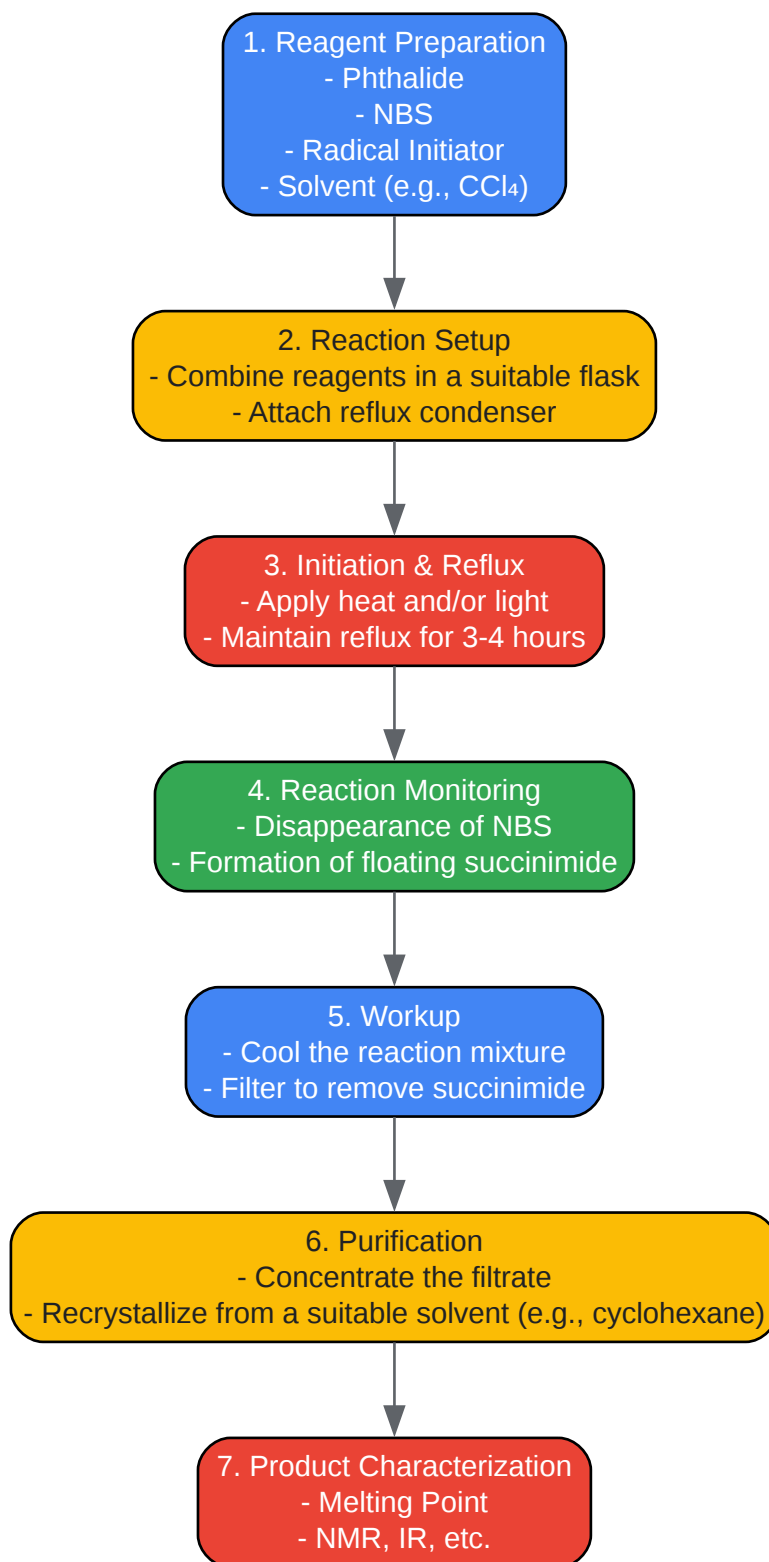 1. Reagent Preparation
- Phthalide
- NBS
- Radical Initiator
- Solvent (e.g., CCl₄)
2. Reaction Setup
- Combine reagents in a suitable flask
- Attach reflux condenser
3. Initiation & Reflux
- Apply heat and/or light
- Maintain reflux for 3-4 hours
4. Reaction Monitoring
- Disappearance of NBS
- Formation of floating succinimide
5. Workup
- Cool the reaction mixture
- Filter to remove succinimide
6. Purification
- Concentrate the filtrate
- Recrystallize from a suitable solvent (e.g., cyclohexane)
7. Product Characterization
- Melting Point
- NMR, IR, etc.